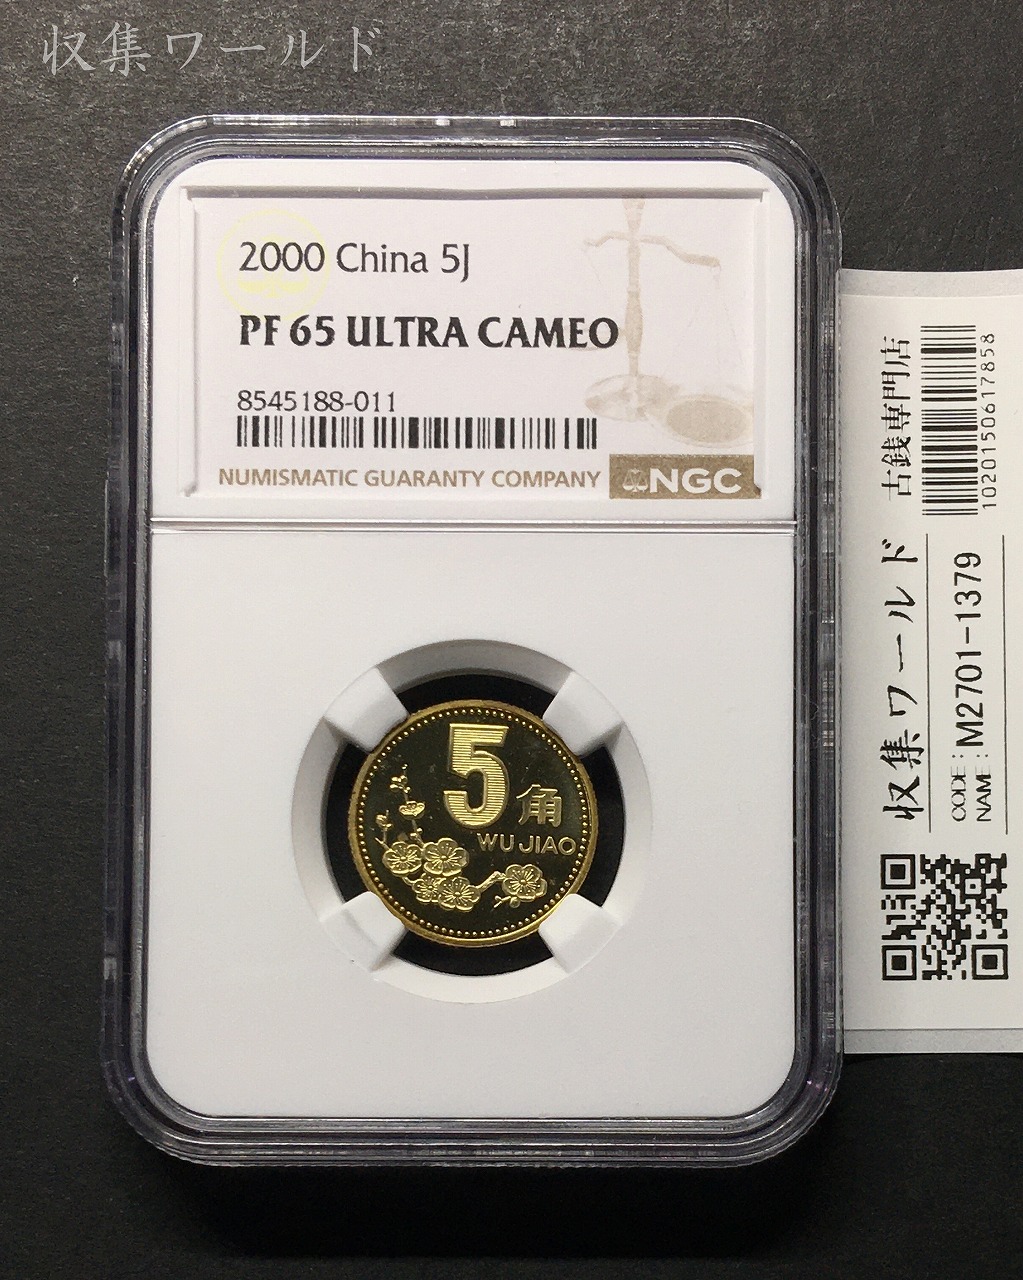 収集ワールド
2000 China 5J
PF 65 ULTRA CAMEO
8545188-011
NUMISMATIC GUARANTY COMPANY
NGC
5角
WU JIAO
収集ワールド 古銭専門店
CODE: M2701-1379
NAME:
1020150617858